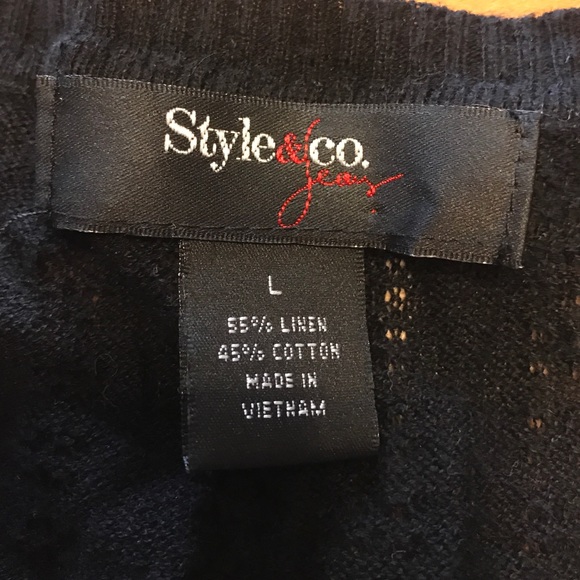 Style&co.
Jeans
L
55% LINEN
45% COTTON
MADE IN
VIETNAM